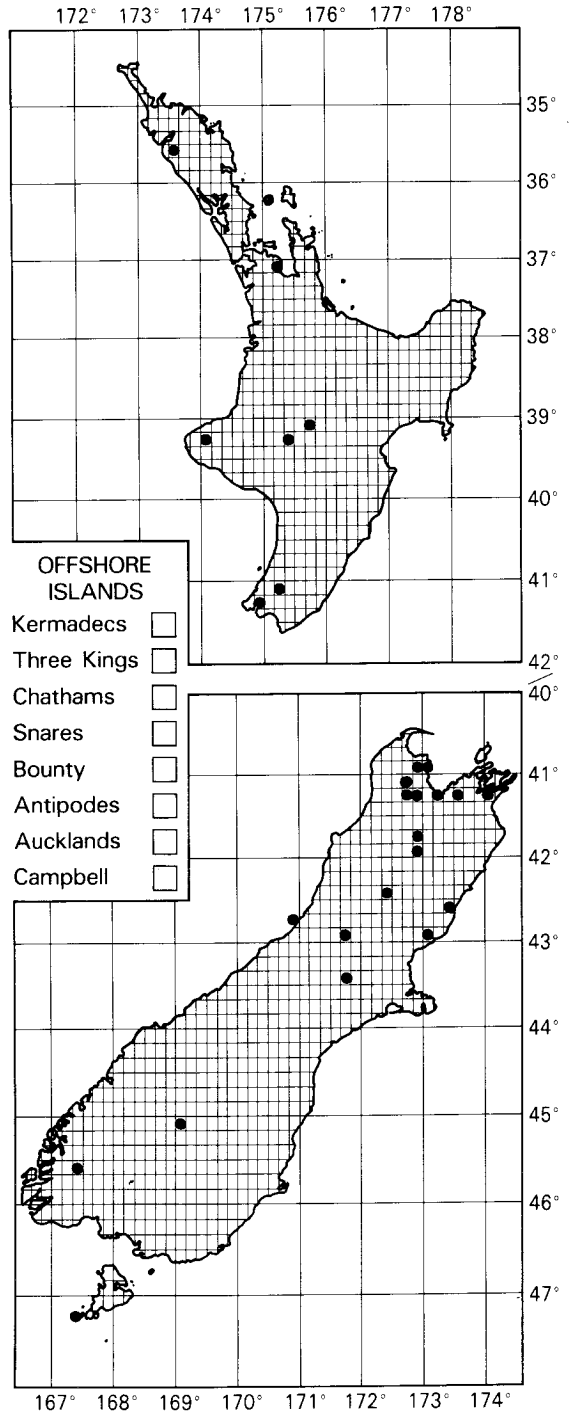 172° 173° 174° 175° 176° 177° 178°
35°
36°
37°
38°
39°
40°
41°
42°
OFFSHORE
ISLANDS
Kermadecs
Three Kings
Chathams
Snares
Bounty
Antipodes
Aucklands
Campbell
40°
41°
42°
43°
44°
45°
46°
47°
167° 168° 169° 170° 171° 172° 173° 174°